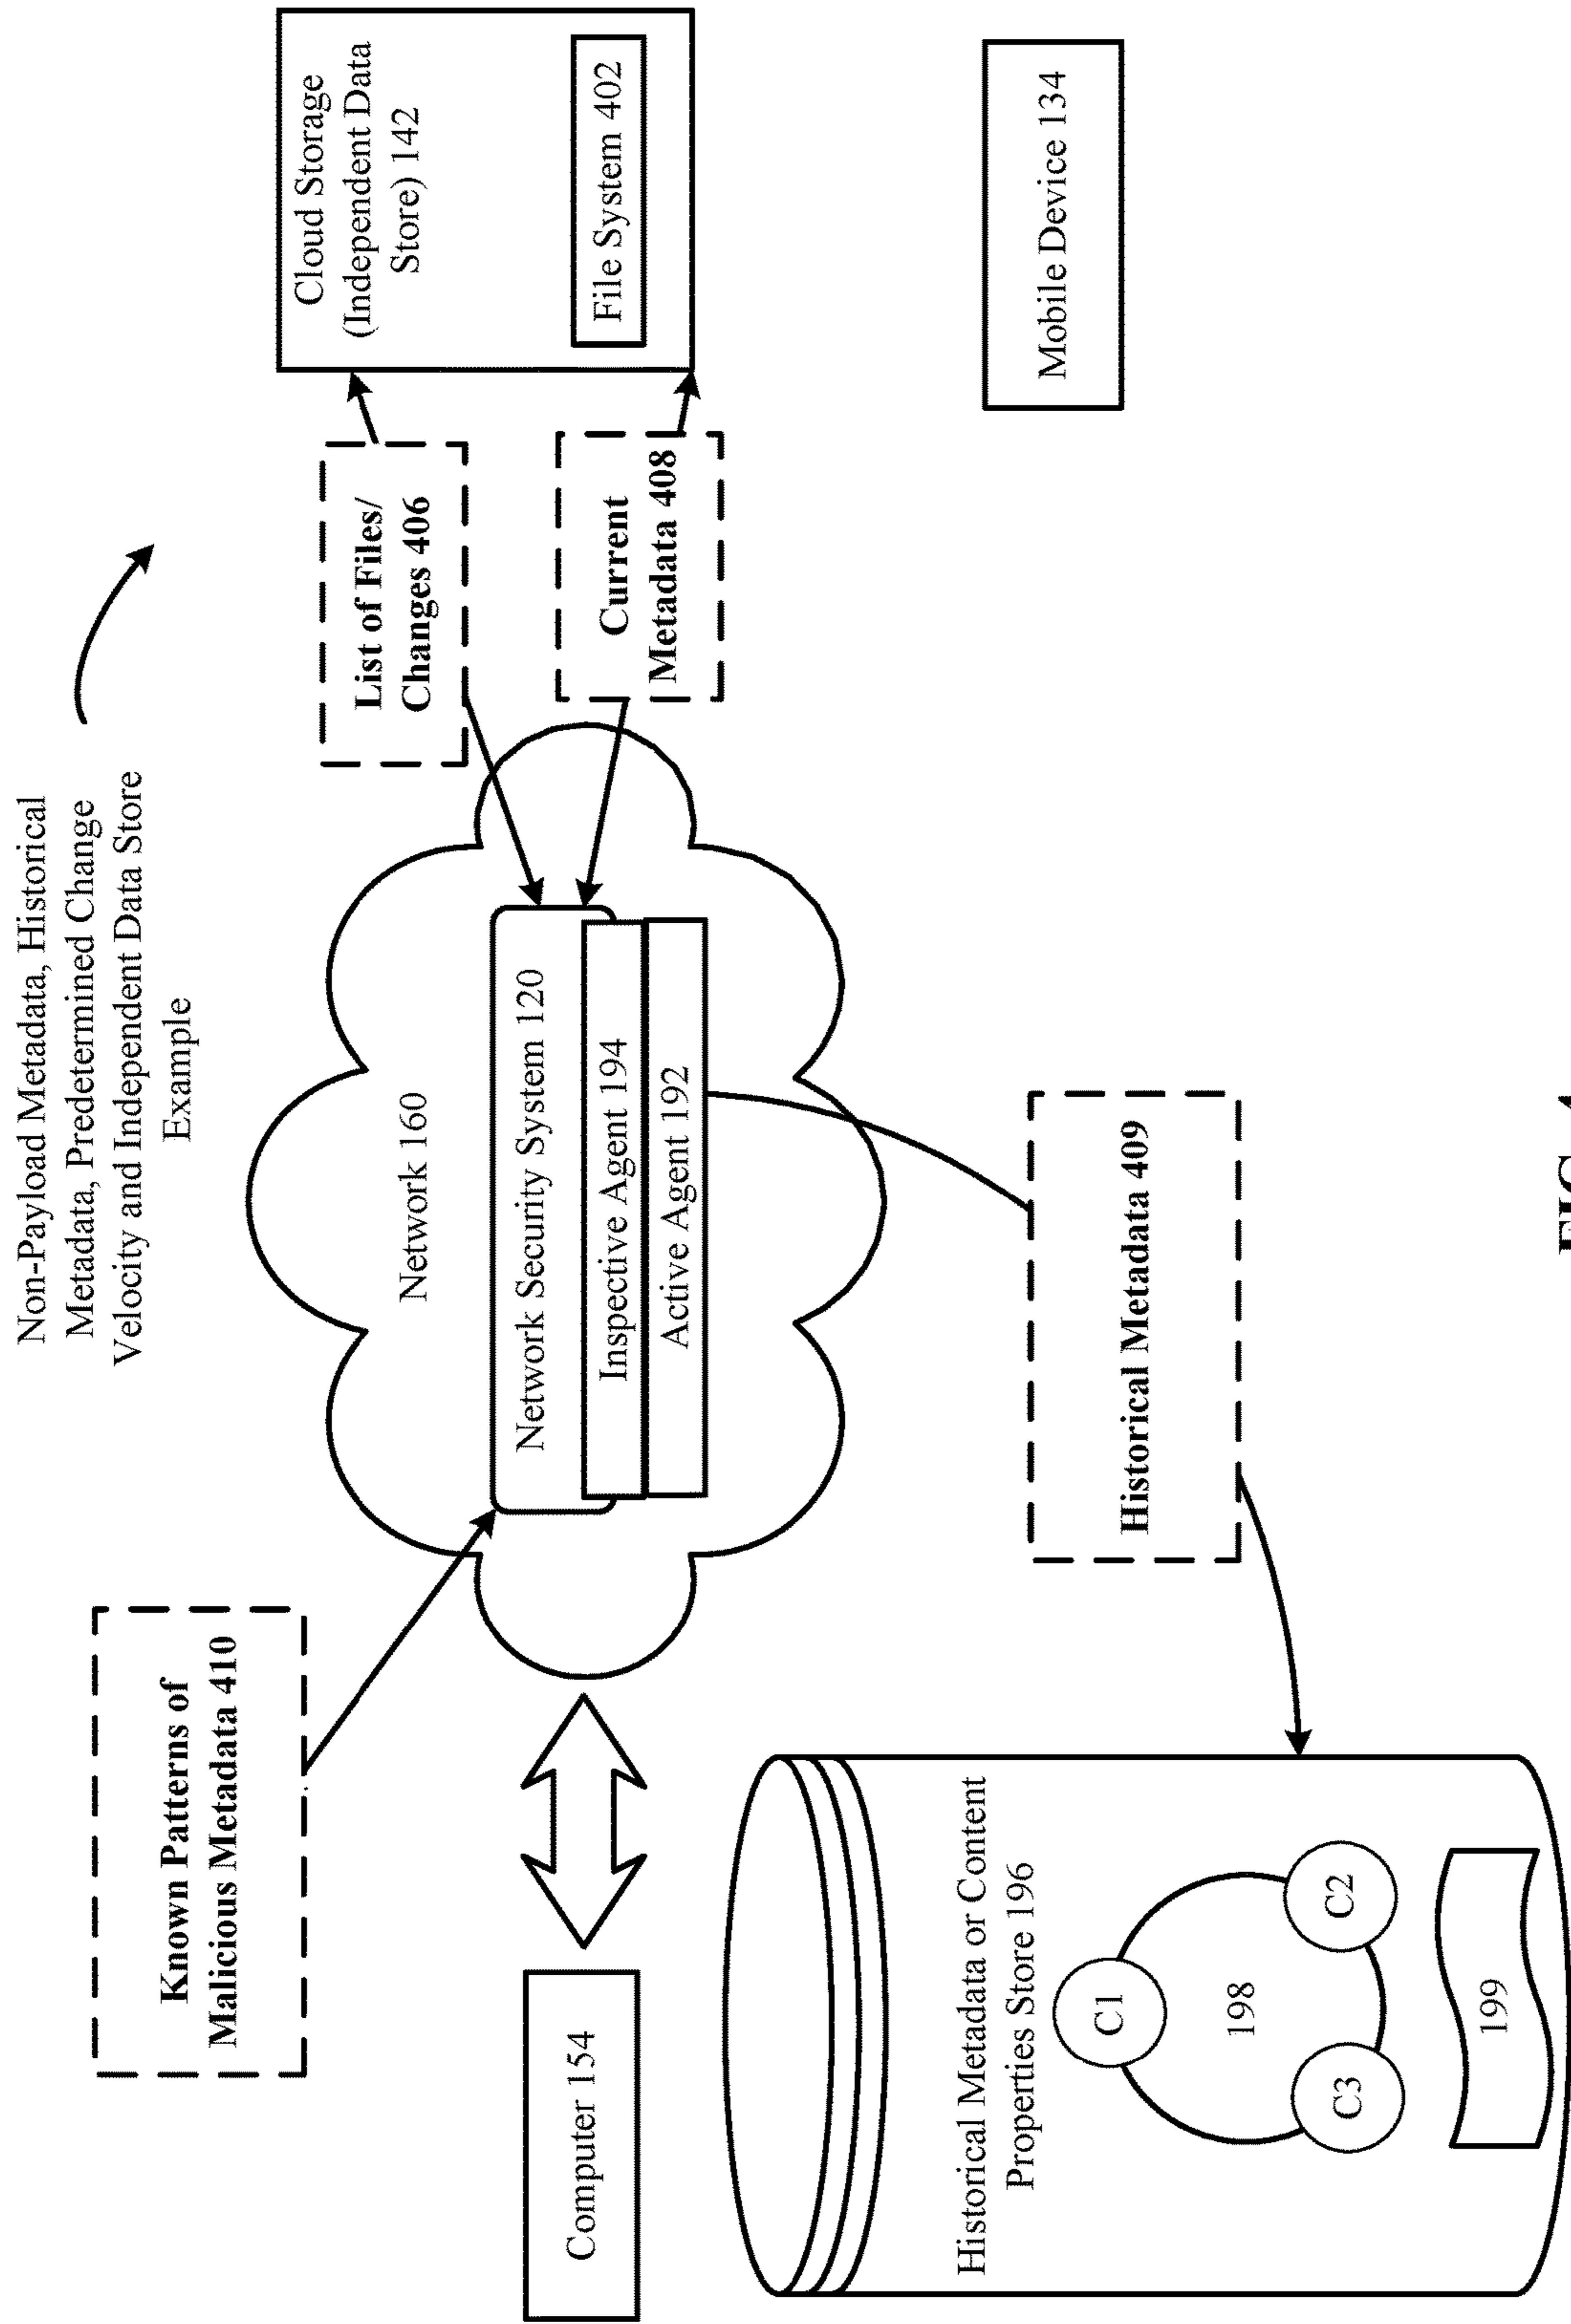 Non-Payload Metadata, Historical
Metadata, Predetermined Change
Velocity and Independent Data Store
Example
Known Patterns of
Malicious Metadata 410
Network 160
List of Files/
Changes 406
Cloud Storage
(Independent Data
Store) 142
File System 402
Computer 154
Network Security System 120
Inspective Agent 194
Active Agent 192
Current
Metadata 408
Historical Metadata or Content
Properties Store 196
C1
198
C3
C2
199
Historical Metadata 409
Mobile Device 134
FIG. 4